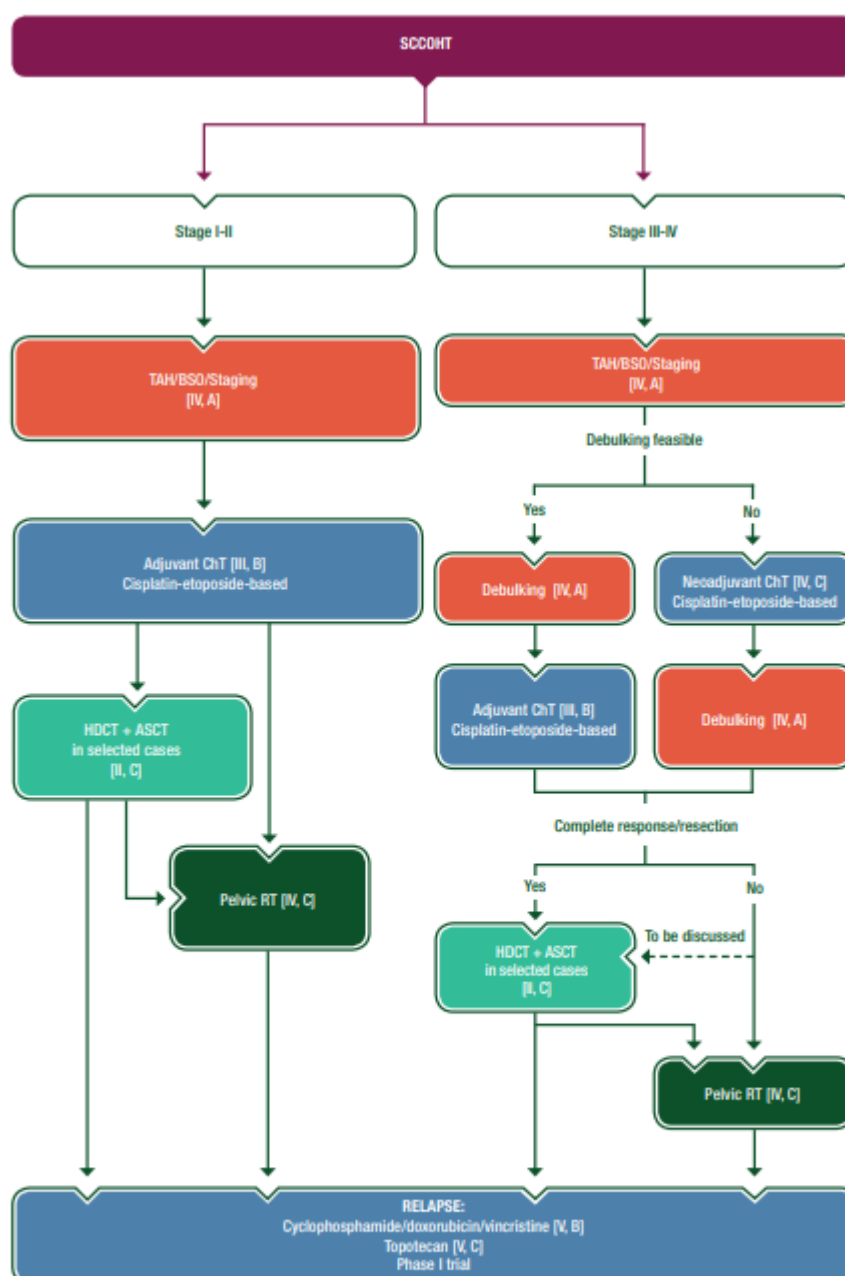 SCCOHT
Stage I-II
Stage III-IV
TAH/BSO/Staging
[IV, A]
TAH/BSO/Staging
[IV, A]
Debulking feasible
Yes
No
Adjuvant ChT [III, B]
Cisplatin-etoposide-based
Debulking [IV, A]
Neoadjuvant ChT [IV, C]
Cisplatin-etoposide-based
HDCT + ASCT
in selected cases
[II, C]
Adjuvant ChT [III, B]
Cisplatin-etoposide-based
Debulking [IV, A]
Complete response/resection
Pelvic RT [IV, C]
Yes
No
To be discussed
HDCT + ASCT
in selected cases
[II, C]
Pelvic RT [IV, C]
RELAPSE:
Cyclophosphamide/doxorubicin/vincristine [V, B]
Topotecan [V, C]
Phase I trial